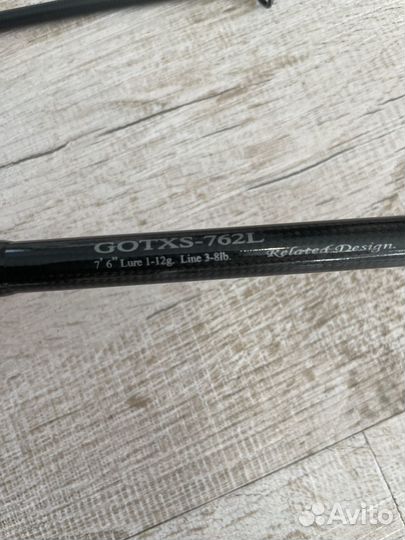 GOTXS-762L
7' 6" Lure 1-12g. Line 3-8lb.
Related Design.
Avito